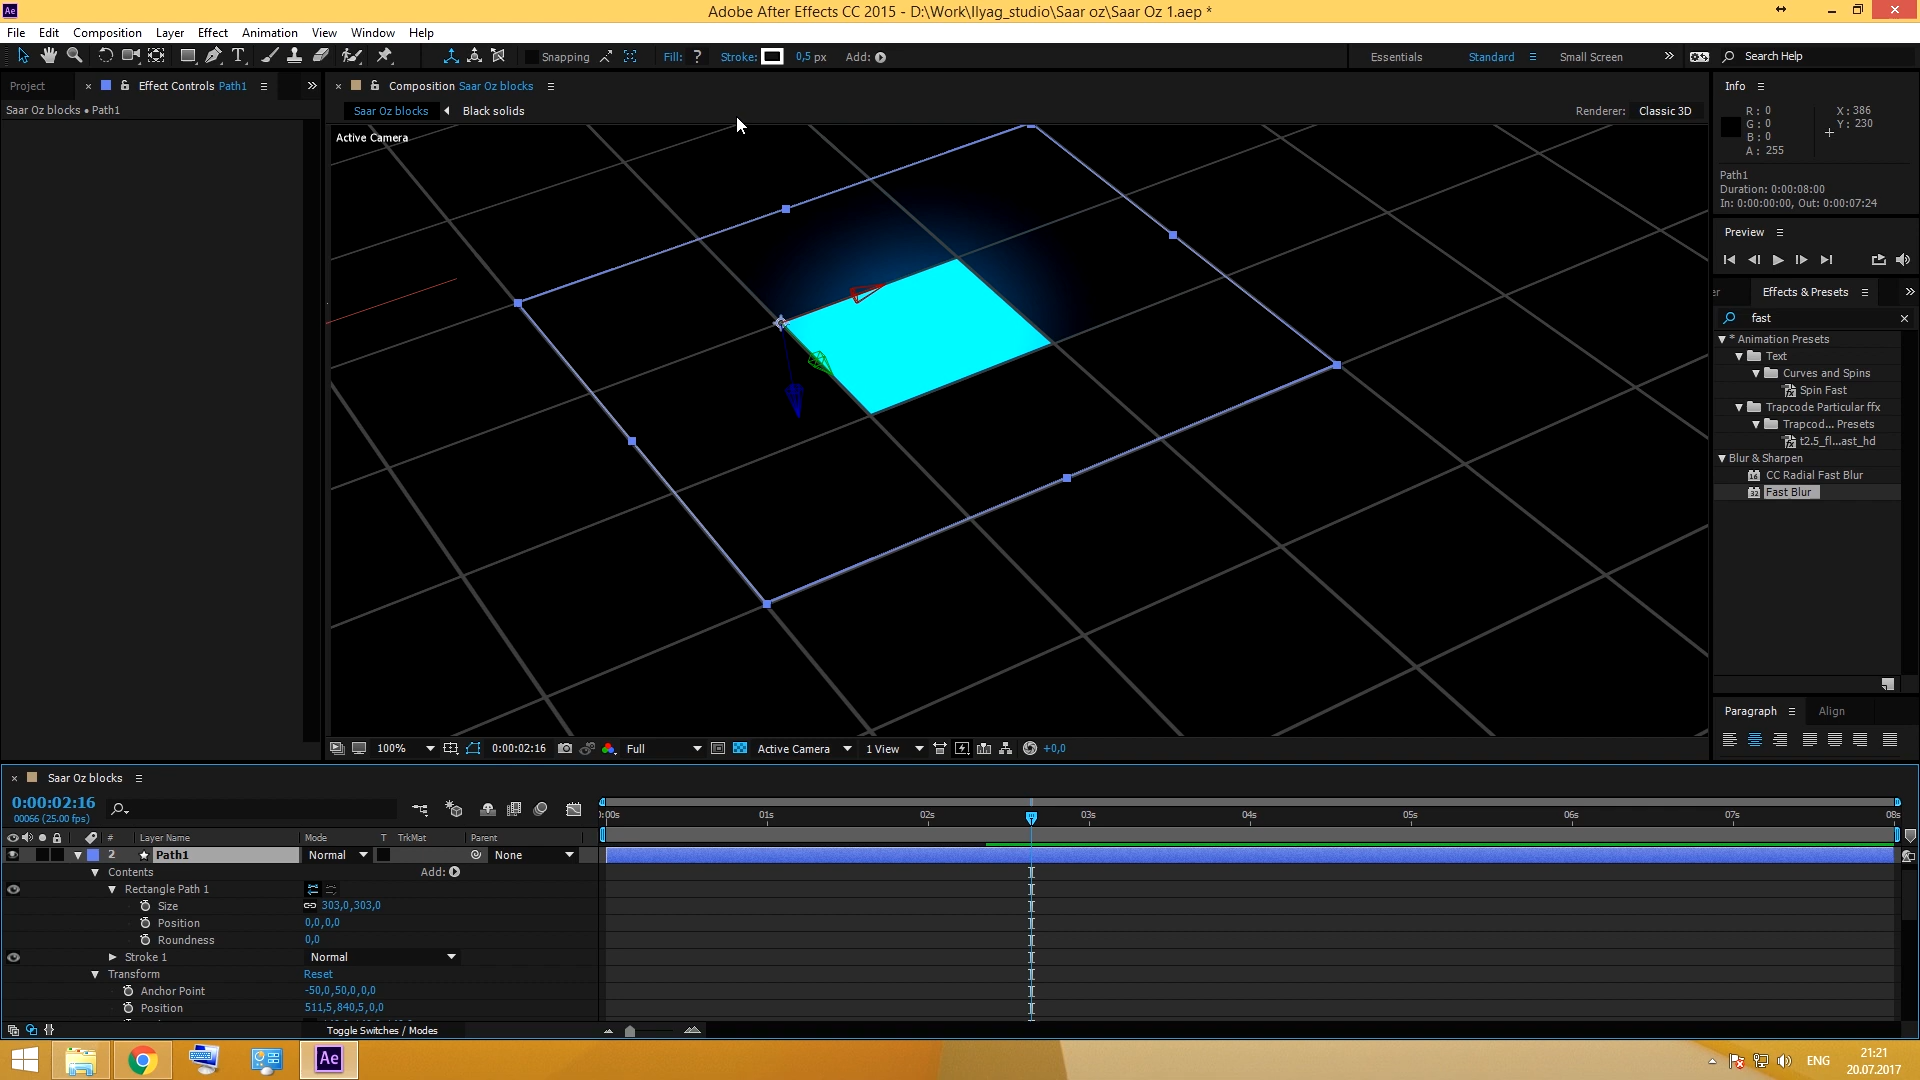 Ae
Adobe After Effects CC 2015 - D:\Work\Ilyag_studio\Saar oz\Saar Oz 1.aep *
File Edit Composition Layer Effect Animation View Window Help
T Snapping Fill: ? Stroke: 0,5 px Add: Essentials Standard Small Screen Search Help
Project Effect Controls Path1 Composition Saar Oz blocks Info
Saar Oz blocks • Path1
Saar Oz blocks Black solids Renderer: Classic 3D
Active Camera
R: 0 X: 386
G: 0 Y: 230
B: 0
A: 255
Path1
Duration: 0:00:08:00
In: 0:00:00:00, Out: 0:00:07:24
Preview
er Effects & Presets
fast
* Animation Presets
Text
Curves and Spins
Spin Fast
Trapcode Particular ffx
Trapcod... Presets
t2.5_fl...ast_hd
Blur & Sharpen
CC Radial Fast Blur
32 Fast Blur
Paragraph Align
100% 0:00:02:16 Full Active Camera 1 View +0,0
Saar Oz blocks
0:00:02:16
00066 (25.00 fps)
):00s 01s 02s 03s 04s 05s 06s 07s 08s
# Layer Name Mode T TrkMat Parent
2 Path1 Normal None
Contents Add:
Rectangle Path 1
Size 303,0,303,0
Position 0,0,0,0
Roundness 0,0
Stroke 1 Normal
Transform Reset
Anchor Point -50,0,50,0,0,0
Position 511,5,840,5,0,0
Toggle Switches / Modes
Ae ENG 21:21
20.07.2017